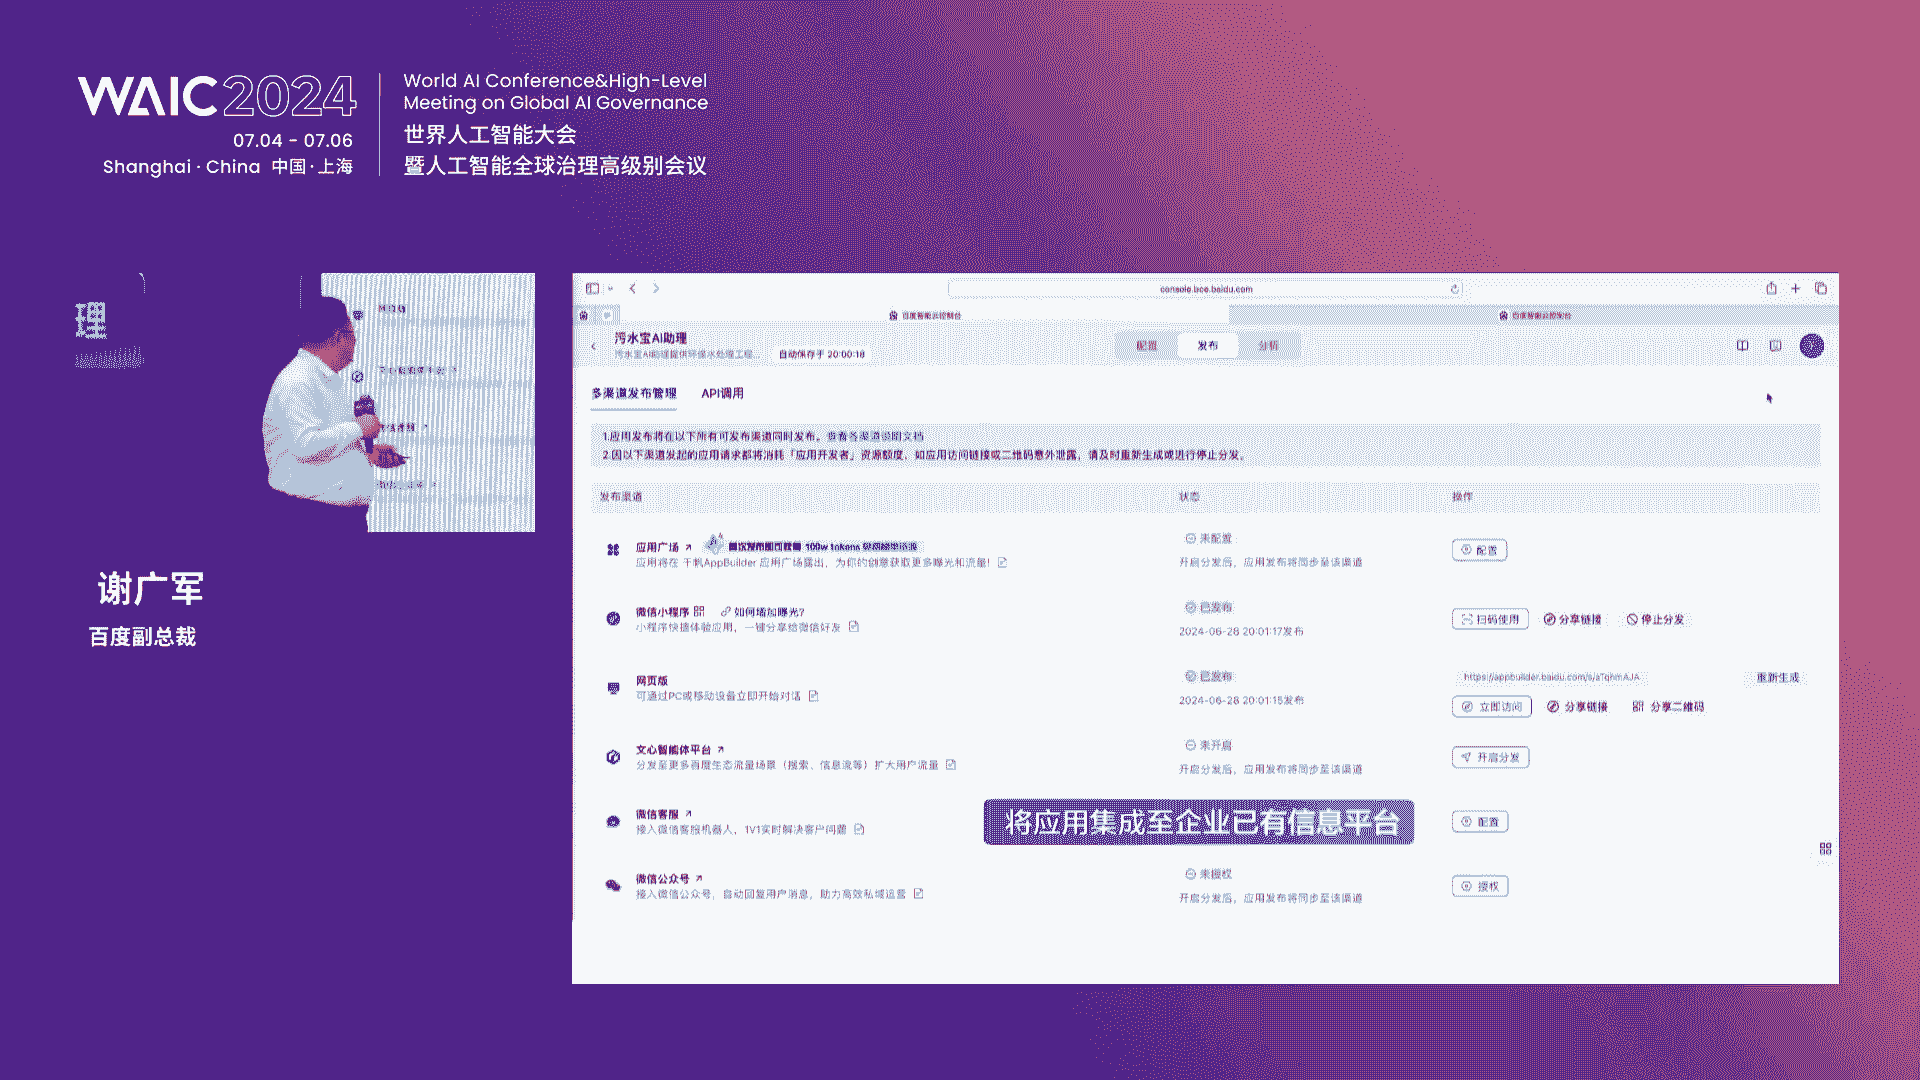 WAIC 2024
07.04 - 07.06
Shanghai · China 中国·上海
World AI Conference&High-Level
Meeting on Global AI Governance
世界人工智能大会
暨人工智能全球治理高级别会议
理
谢广军
百度副总裁
console.bce.baidu.com
百度智能云控制台
百度智能云控制台
污水宝AI助理
污水宝AI助理提供环保水处理工程...
自动保存于 20:00:18
配置 发布 分析
多渠道发布管理 API调用
1.应用发布将在以下所有可发布渠道同时发布。查看各渠道说明文档
2.因以下渠道发起的应用请求都将消耗「应用开发者」资源额度,如应用访问链接或二维码意外泄露,请及时重新生成或进行停止分发。
发布渠道 状态 操作
应用广场 100w tokens
应用将在 千帆AppBuilder 应用广场露出,为你的创意获取更多曝光和流量!
未配置
开启分发后,应用发布将同步至该渠道
配置
微信小程序 如何增加曝光?
小程序快捷体验应用,一键分享给微信好友
已发布
2024-06-28 20:01:17发布
扫码使用 分享链接 停止分发
网页版
可通过PC或移动设备立即开始对话
已发布
2024-06-28 20:01:15发布
https://appbuilder.baidu.com/s/aTqhmAJA 重新生成
立即访问 分享链接 分享二维码
文心智能体平台
分发至更多百度生态流量场景(搜索、信息流等)扩大用户流量
未开启
开启分发后,应用发布将同步至该渠道
开启分发
微信客服
接入微信客服机器人,1V1实时解决客户问题
将应用集成至企业已有信息平台
配置
微信公众号
接入微信公众号,自动回复用户消息,助力高效私域运营
未授权
开启分发后,应用发布将同步至该渠道
授权